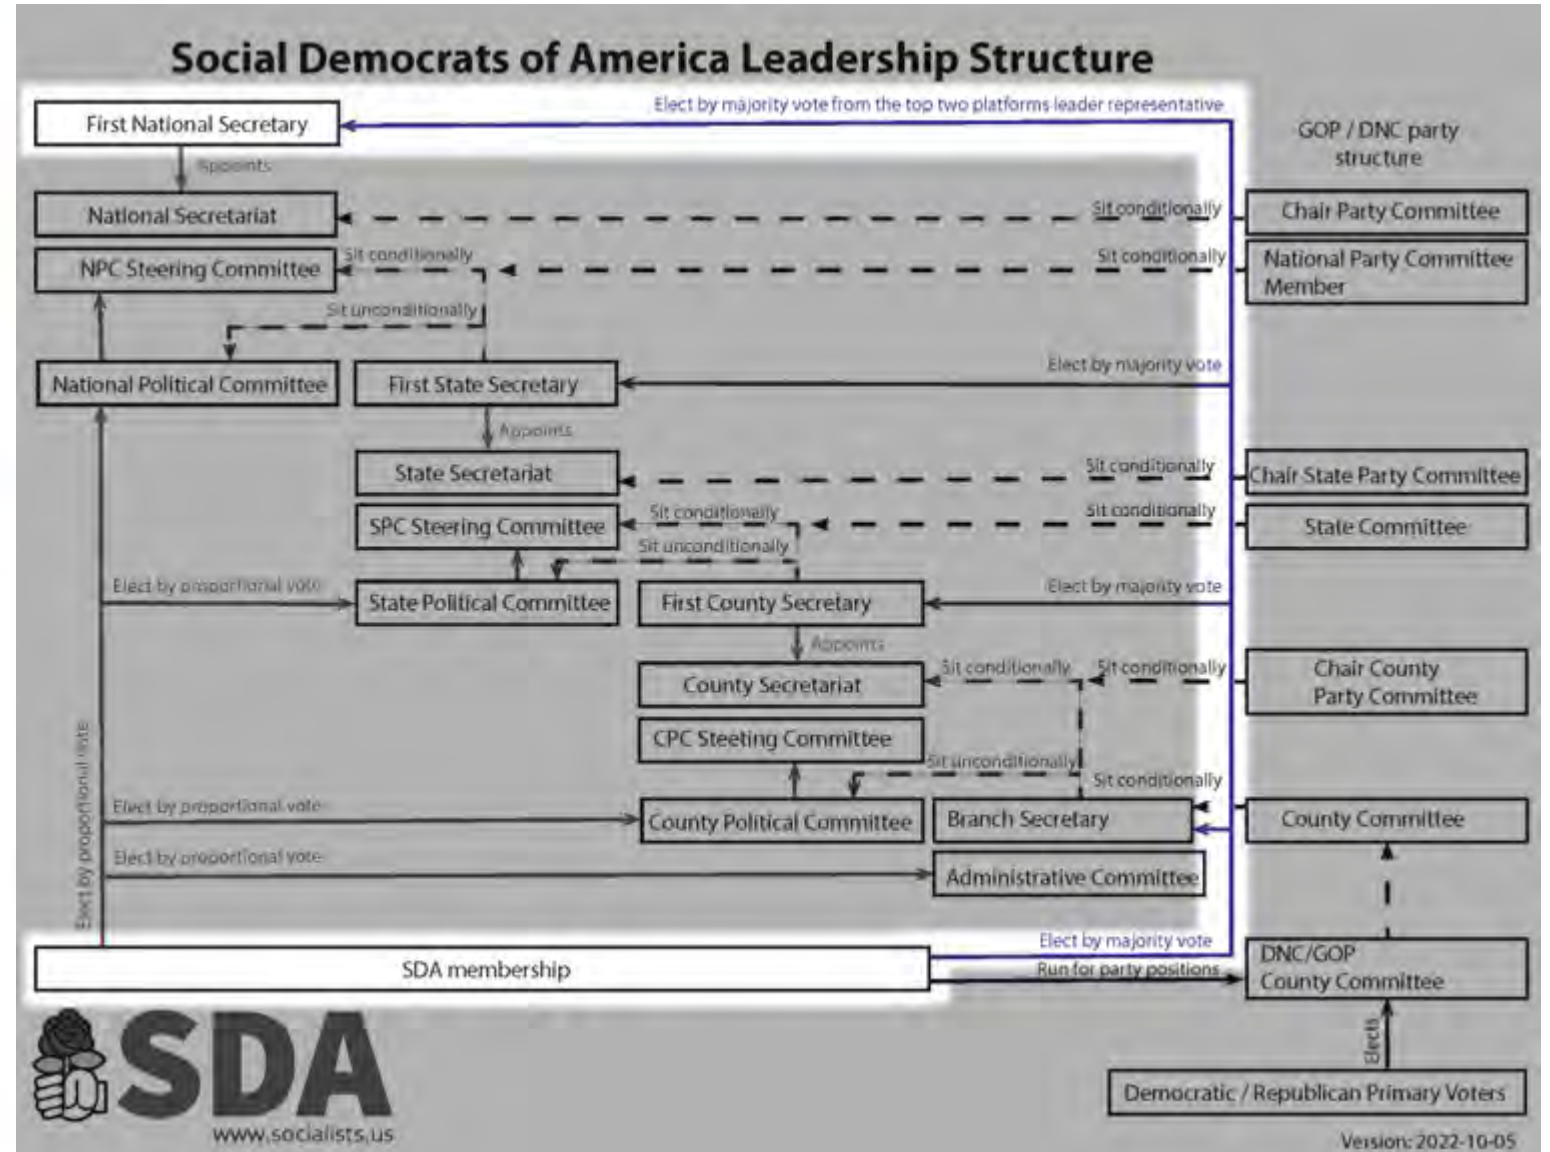 Social Democrats of America Leadership Structure
Elect by majority vote from the top two platforms leader representative
First National Secretary
GOP / DNC party
structure
Appoints
National Secretariat
Sit conditionally
Chair Party Committee
NPC Steering Committee
Sit conditionally
Sit conditionally
National Party Committee
Member
Sit unconditionally
National Political Committee
First State Secretary
Elect by majority vote
Appoints
State Secretariat
Sit conditionally
Chair State Party Committee
SPC Steering Committee
Sit conditionally
Sit conditionally
State Committee
Sit unconditionally
Elect by proportional vote
State Political Committee
First County Secretary
Elect by majority vote
Appoints
County Secretariat
Sit conditionally
Sit conditionally
Chair County
Party Committee
CPC Steeting Committee
Sit unconditionally
Sit conditionally
Elect by proportional vote
County Political Committee
Branch Secretary
County Committee
Elect by proportional vote
Administrative Committee
Elect by proportional liste
Elect by majority vote
SDA membership
Run for party positions
DNC/GOP
County Committee
Elects
SDA
Democratic / Republican Primary Voters
www.socialists.us
Version: 2022-10-05